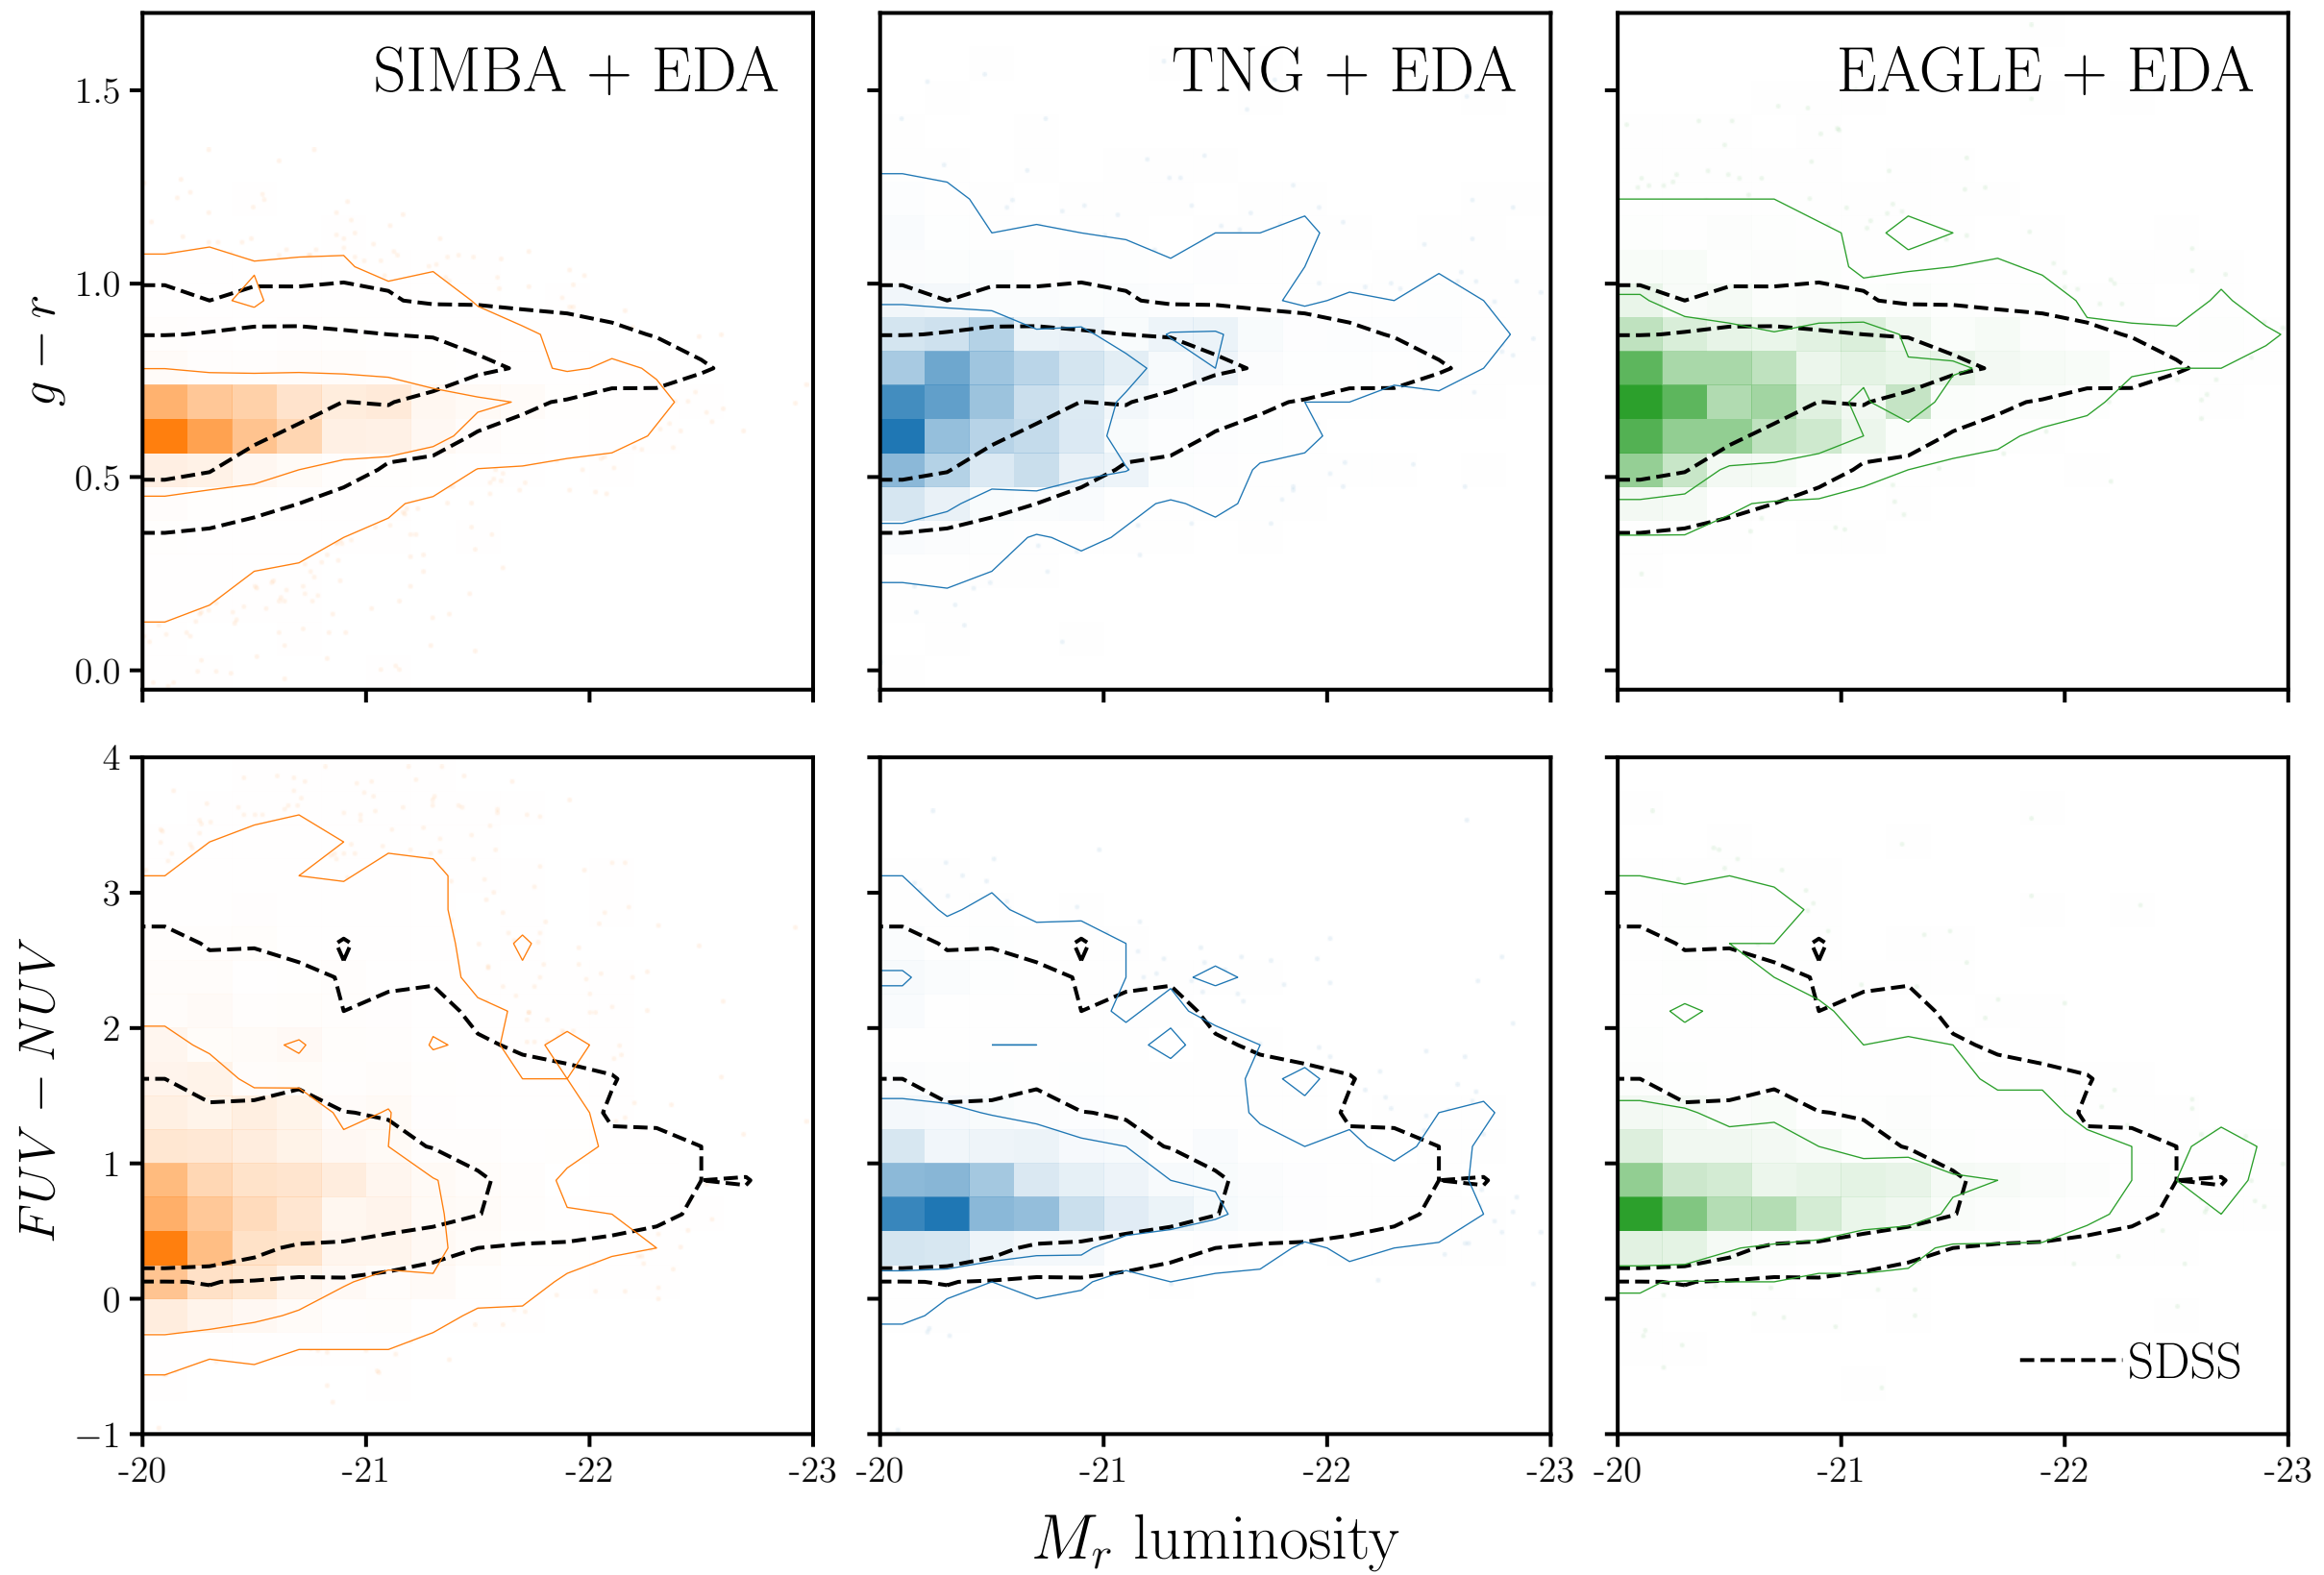 SIMBA + EDA
TNG + EDA
EAGLE + EDA
1.5
1.0
0.5
0.0
g − r
4
3
2
1
0
−1
FUV − NUV
SDSS
-20 -21 -22 -23 -20 -21 -22 -23 -20 -21 -22 -23
M_r luminosity